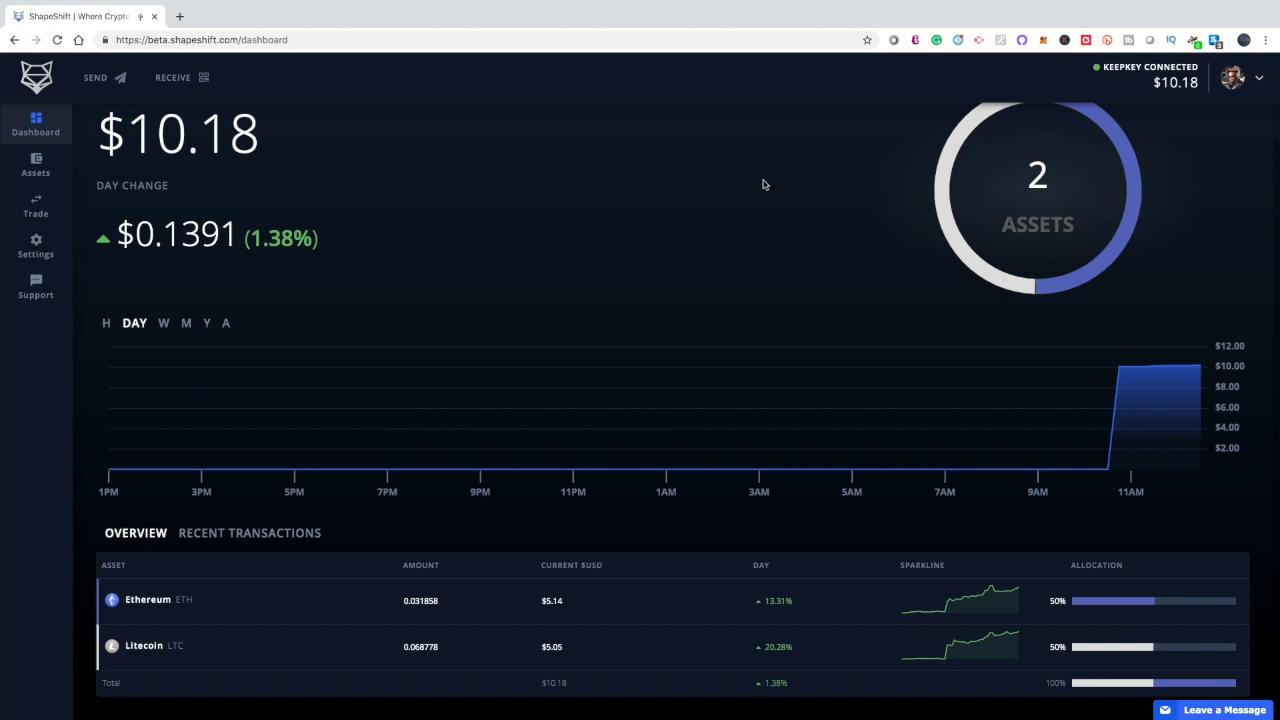 ShapeShift | Where Crypto
https://beta.shapeshift.com/dashboard
SEND
RECEIVE
KEEPKEY CONNECTED
$10.18
Dashboard
Assets
Trade
Settings
Support
$10.18
DAY CHANGE
$0.1391 (1.38%)
2
ASSETS
H DAY W M Y A
$12.00
$10.00
$8.00
$6.00
$4.00
$2.00
1PM 3PM 5PM 7PM 9PM 11PM 1AM 3AM 5AM 7AM 9AM 11AM
OVERVIEW RECENT TRANSACTIONS
ASSET AMOUNT CURRENT $USD DAY SPARKLINE ALLOCATION
Ethereum ETH 0.031858 $5.14 13.31% 50%
Litecoin LTC 0.068778 $5.05 20.28% 50%
Total $10.18 1.38% 100%
Leave a Message